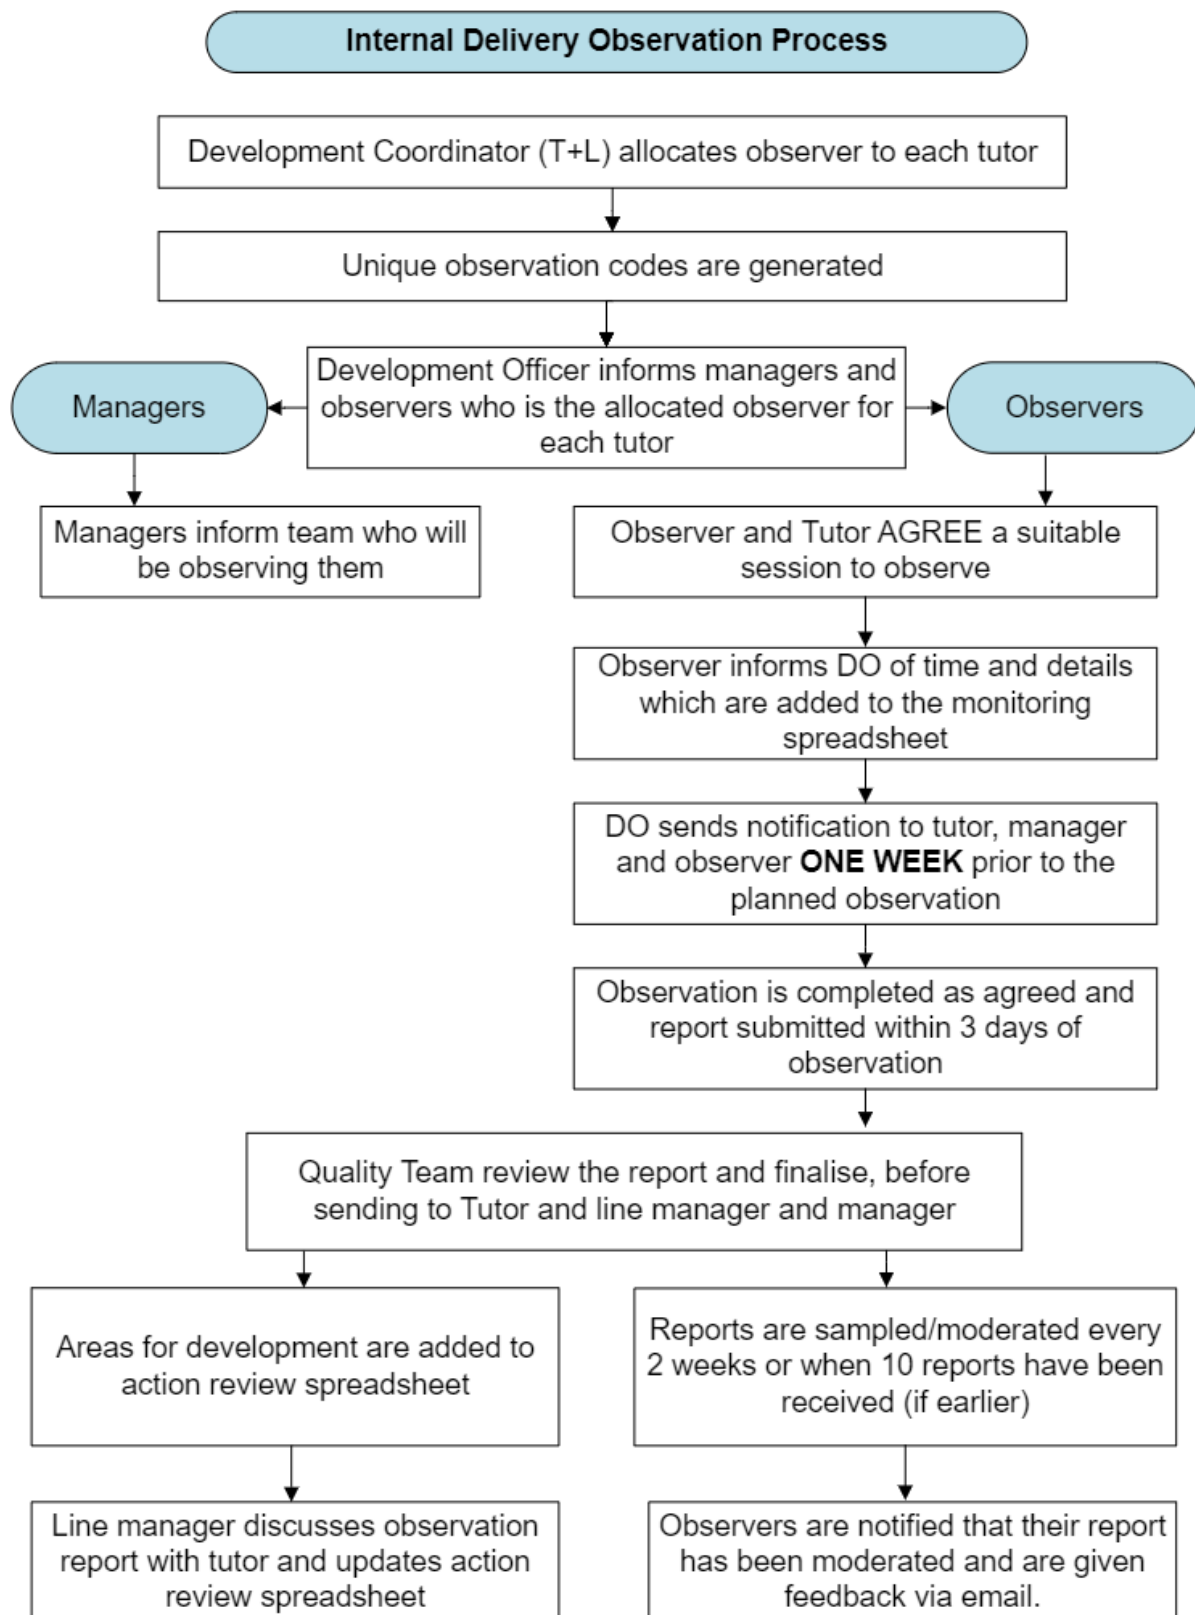 Internal Delivery Observation Process
Development Coordinator (T+L) allocates observer to each tutor
Unique observation codes are generated
Development Officer informs managers and
observers who is the allocated observer for
each tutor
Managers
Observers
Managers inform team who will
be observing them
Observer and Tutor AGREE a suitable
session to observe
Observer informs DO of time and details
which are added to the monitoring
spreadsheet
DO sends notification to tutor, manager
and observer ONE WEEK prior to the
planned observation
Observation is completed as agreed and
report submitted within 3 days of
observation
Quality Team review the report and finalise, before
sending to Tutor and line manager and manager
Areas for development are added to
action review spreadsheet
Reports are sampled/moderated every
2 weeks or when 10 reports have been
received (if earlier)
Line manager discusses observation
report with tutor and updates action
review spreadsheet
Observers are notified that their report
has been moderated and are given
feedback via email.